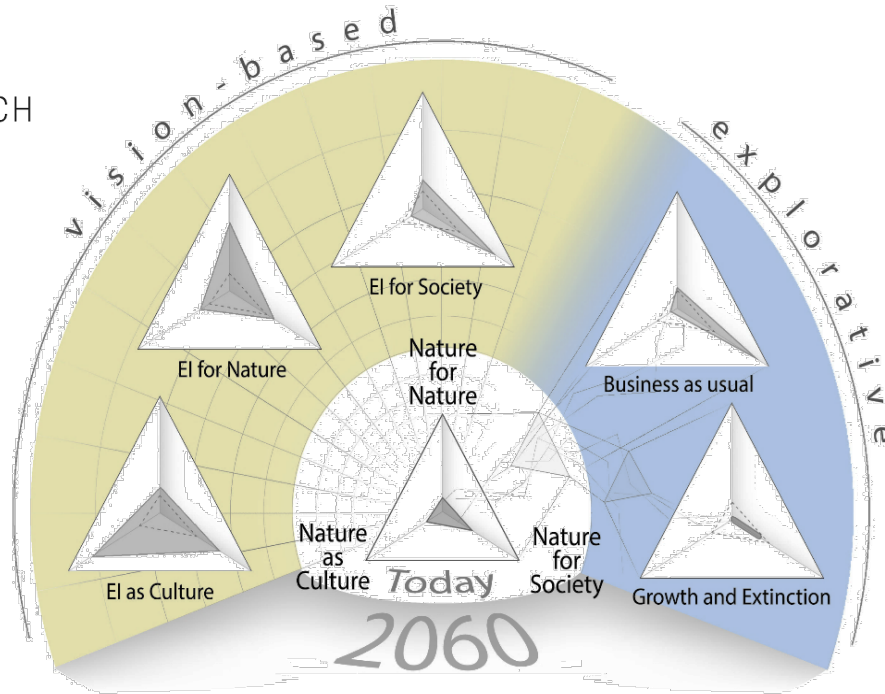 CH
vision-based
explorative
EI for Society
EI for Nature
Business as usual
EI as Culture
Growth and Extinction
Nature
for
Nature
Nature
as
Culture
Nature
for
Society
Today
2060